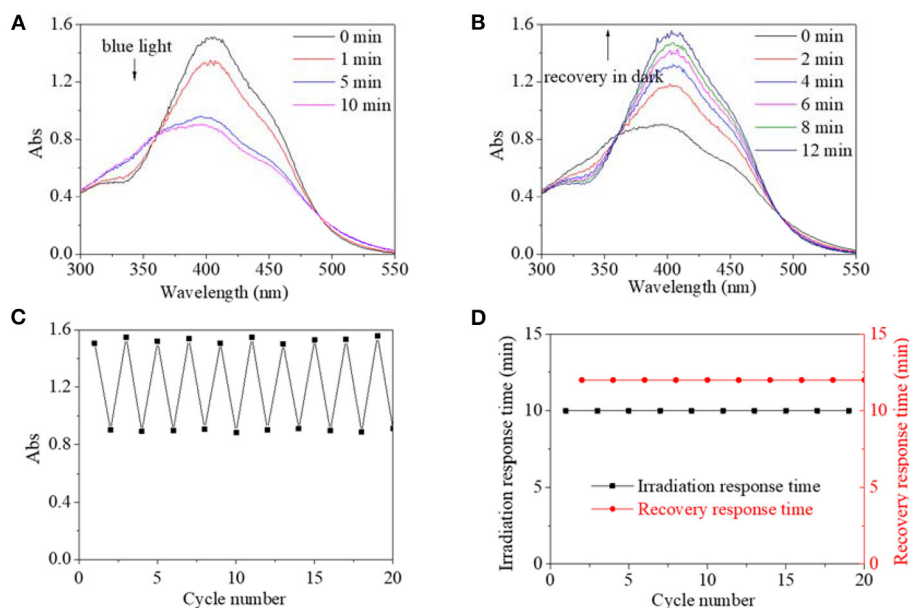 A
1.6
1.2
0.8
0.4
0.0
Abs
blue light
0 min
1 min
5 min
10 min
300
350
400
450
500
550
Wavelength (nm)
B
1.6
1.2
0.8
0.4
0.0
Abs
recovery in dark
0 min
2 min
4 min
6 min
8 min
12 min
300
350
400
450
500
550
Wavelength (nm)
C
1.6
1.2
0.8
0.4
0.0
Abs
0
5
10
15
20
Cycle number
D
15
10
5
0
Irradiation response time (min)
Irradiation response time
Recovery response time
15
10
5
0
Recovery response time (min)
0
5
10
15
20
Cycle number